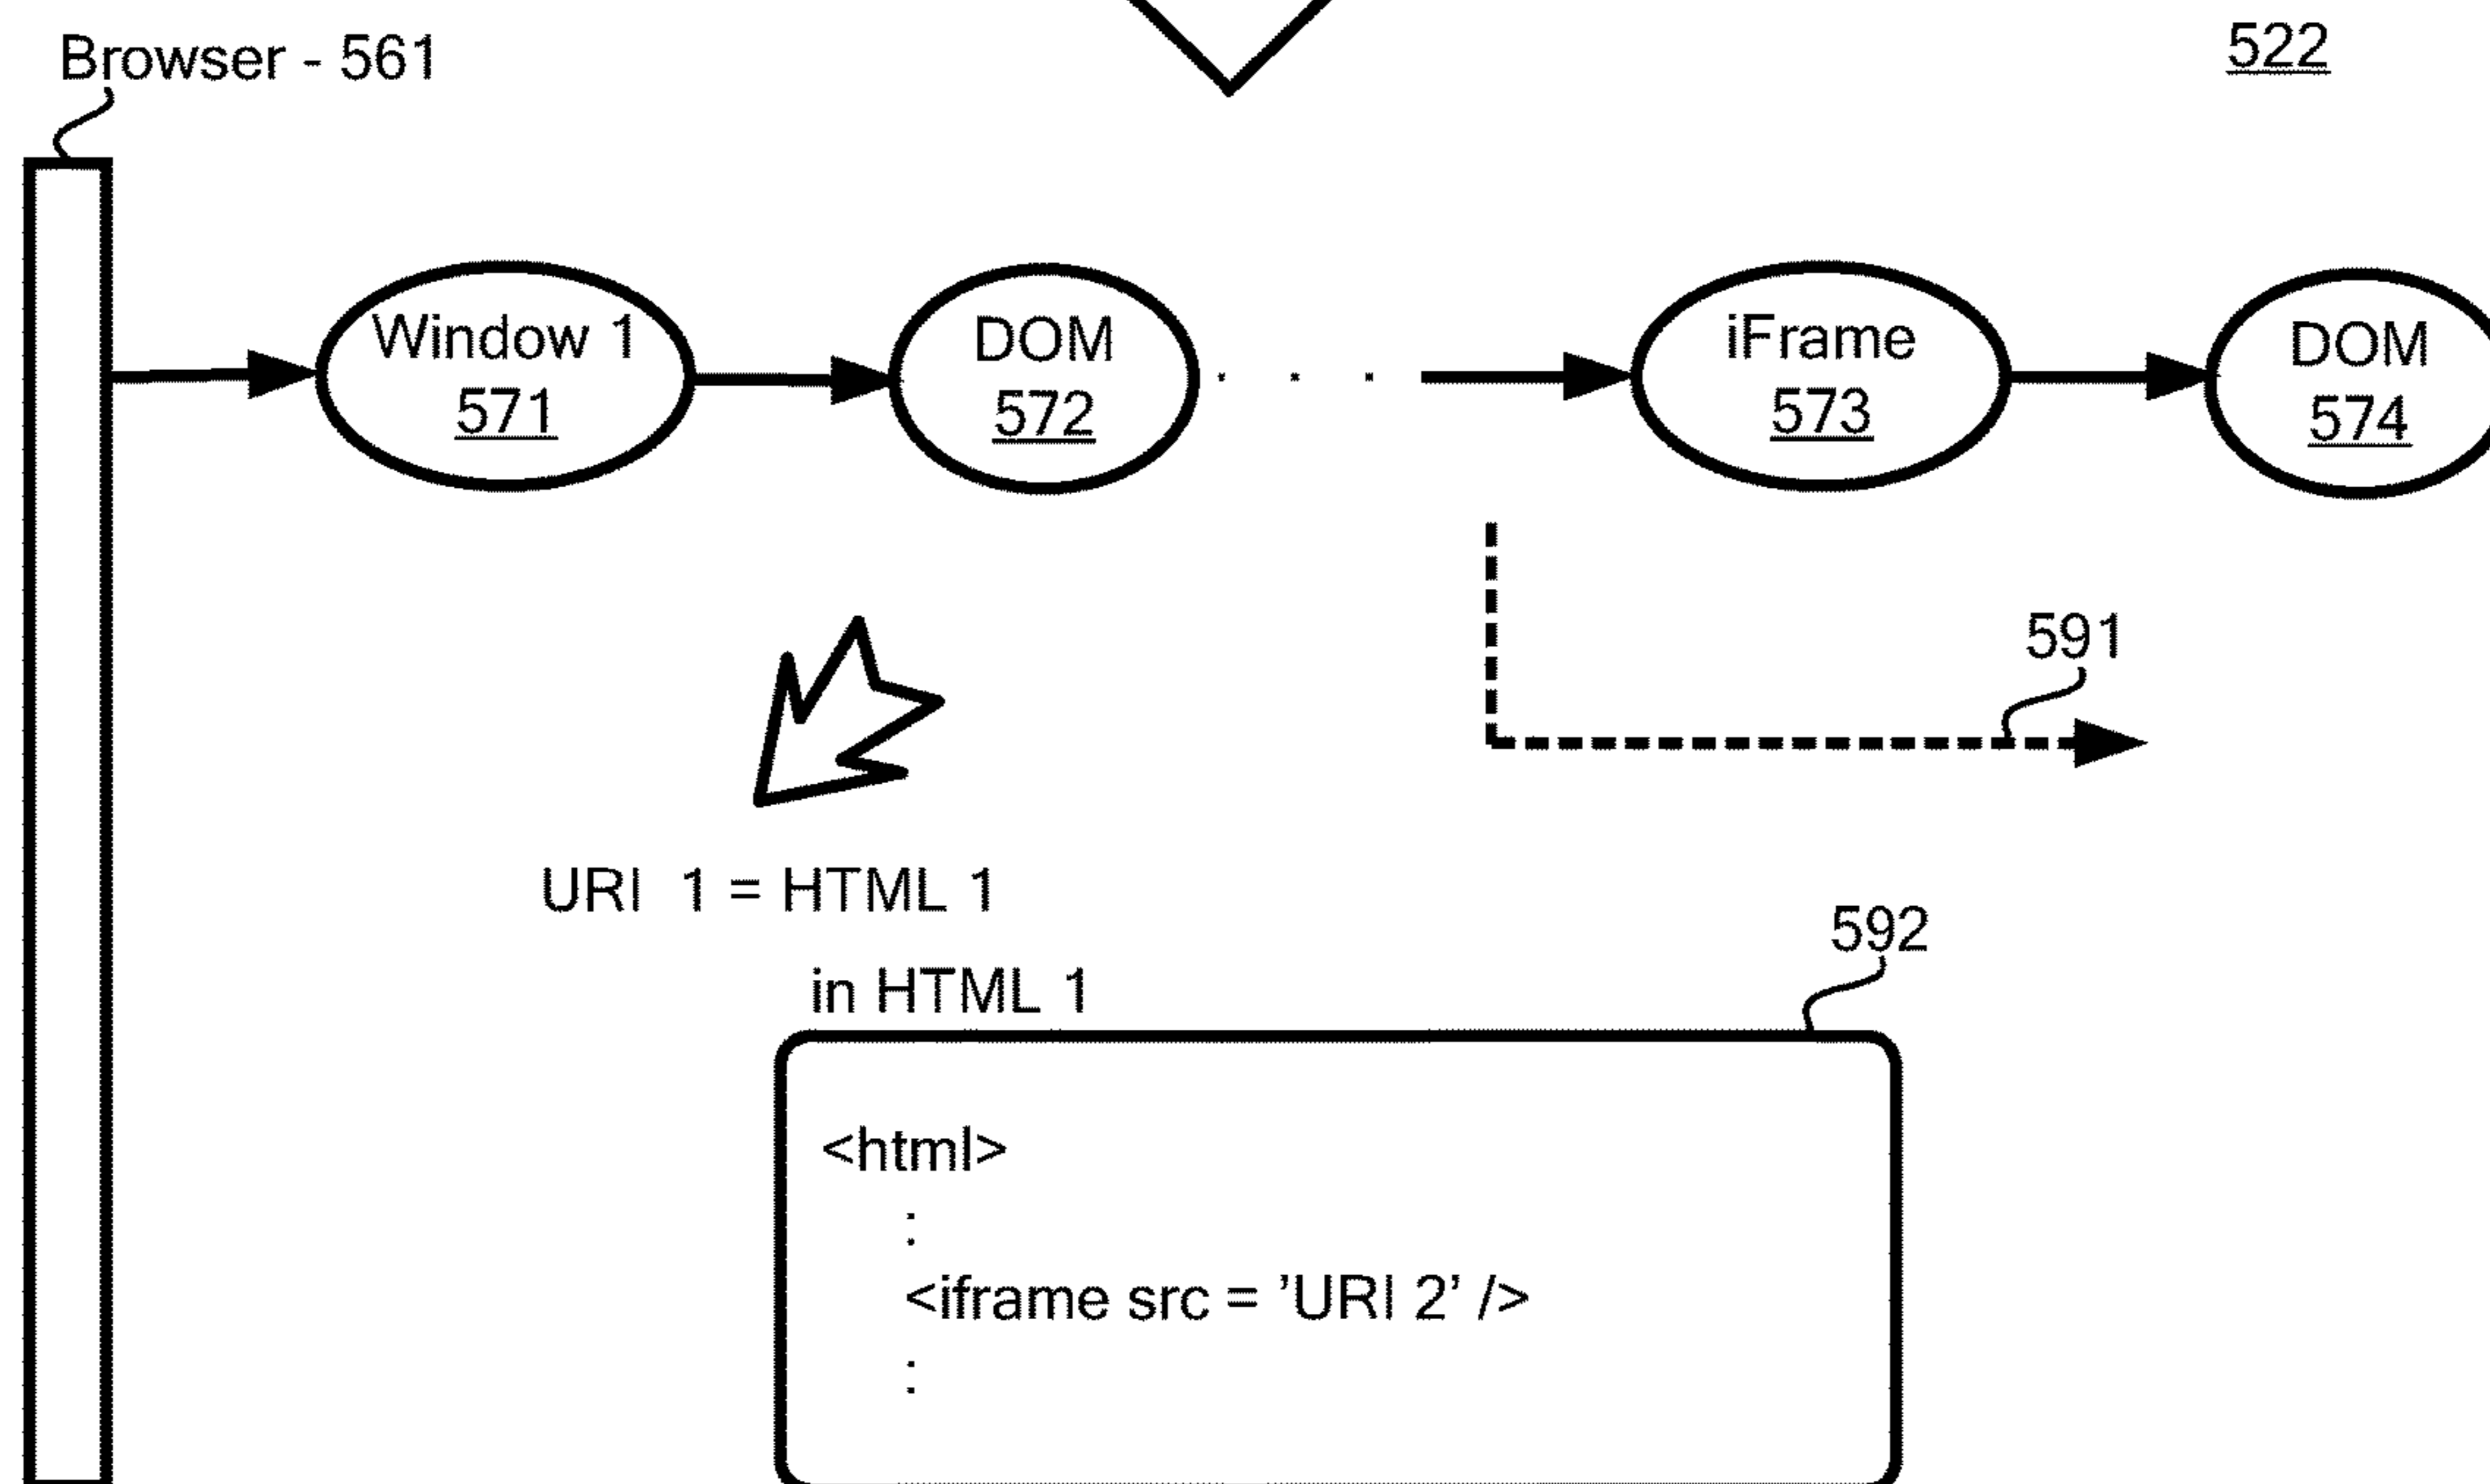 Browser - 561
522
Window 1
571
DOM
572
. . .
iFrame
573
DOM
574
591
URI  1 = HTML 1
592
in HTML 1
<html>
:
<iframe src = ’URI 2’ />
: